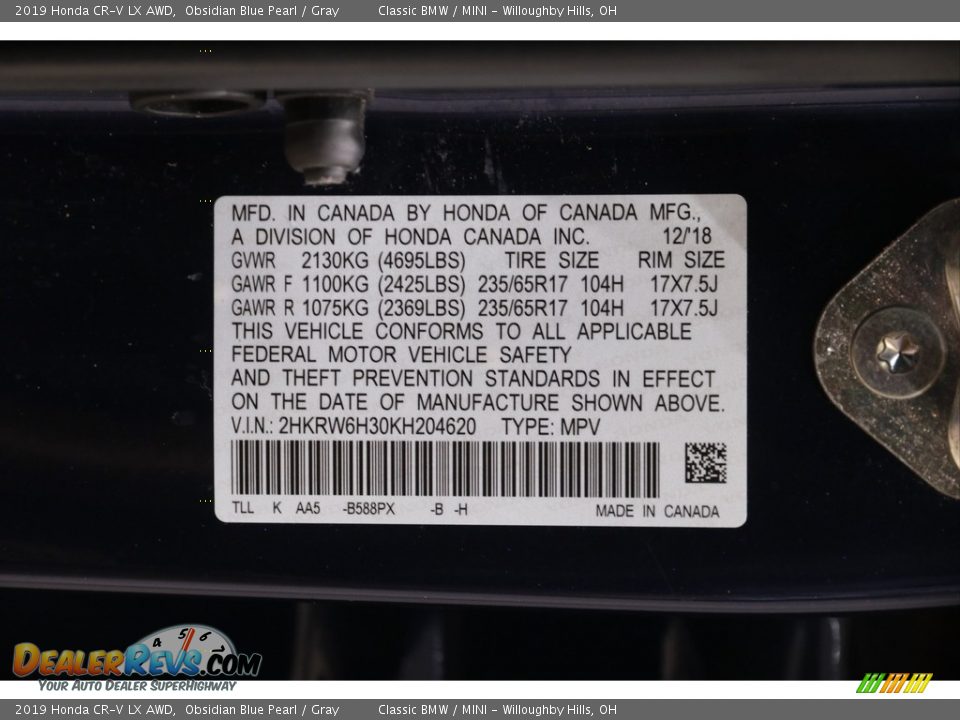 2019 Honda CR-V LX AWD, Obsidian Blue Pearl / Gray Classic BMW / MINI - Willoughby Hills, OH
MFD. IN CANADA BY HONDA OF CANADA MFG.,
A DIVISION OF HONDA CANADA INC. 12/'18
GVWR 2130KG (4695LBS) TIRE SIZE RIM SIZE
GAWR F 1100KG (2425LBS) 235/65R17 104H 17X7.5J
GAWR R 1075KG (2369LBS) 235/65R17 104H 17X7.5J
THIS VEHICLE CONFORMS TO ALL APPLICABLE
FEDERAL MOTOR VEHICLE SAFETY
AND THEFT PREVENTION STANDARDS IN EFFECT
ON THE DATE OF MANUFACTURE SHOWN ABOVE.
V.I.N.: 2HKRW6H30KH204620 TYPE: MPV
TLL K AA5 -B588PX -B -H MADE IN CANADA
4 5 6
DEALERREVS.COM
YOUR AUTO DEALER SUPERHIGHWAY
2019 Honda CR-V LX AWD, Obsidian Blue Pearl / Gray Classic BMW / MINI - Willoughby Hills, OH